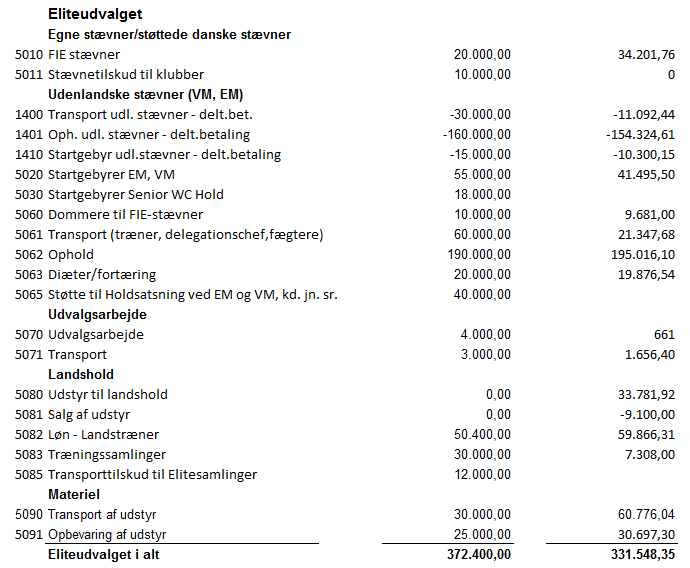 Eliteudvalget
Egne stævner/støttede danske stævner
5010 FIE stævner 20.000,00 34.201,76
5011 Stævnetilskud til klubber 10.000,00 0
Udenlandske stævner (VM, EM)
1400 Transport udl. stævner - delt.bet. -30.000,00 -11.092,44
1401 Oph. udl. stævner - delt.betaling -160.000,00 -154.324,61
1410 Startgebyr udl.stævner - delt.betaling -15.000,00 -10.300,15
5020 Startgebyrer EM, VM 55.000,00 41.495,50
5030 Startgebyrer Senior WC Hold 18.000,00
5060 Dommere til FIE-stævner 10.000,00 9.681,00
5061 Transport (træner, delegationschef,fægtere) 60.000,00 21.347,68
5062 Ophold 190.000,00 195.016,10
5063 Diæter/fortæring 20.000,00 19.876,54
5065 Støtte til Holdsatsning ved EM og VM, kd. jn. sr. 40.000,00
Udvalgsarbejde
5070 Udvalgsarbejde 4.000,00 661
5071 Transport 3.000,00 1.656,40
Landshold
5080 Udstyr til landshold 0,00 33.781,92
5081 Salg af udstyr 0,00 -9.100,00
5082 Løn - Landstræner 50.400,00 59.866,31
5083 Træningssamlinger 30.000,00 7.308,00
5085 Transporttilskud til Elitesamlinger 12.000,00
Materiel
5090 Transport af udstyr 30.000,00 60.776,04
5091 Opbevaring af udstyr 25.000,00 30.697,30
Eliteudvalget i alt 372.400,00 331.548,35